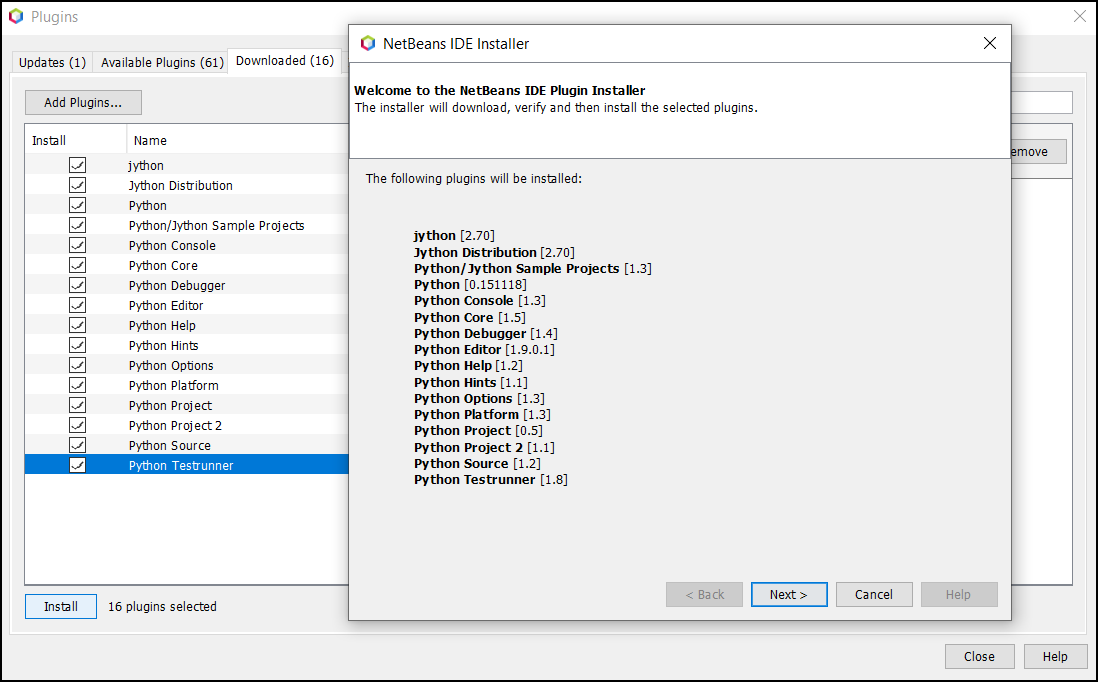 Plugins
Updates (1)
Available Plugins (61)
Downloaded (16)
Add Plugins...
Install
Name
jython
Jython Distribution
Python
Python/Jython Sample Projects
Python Console
Python Core
Python Debugger
Python Editor
Python Help
Python Hints
Python Options
Python Platform
Python Project
Python Project 2
Python Source
Python Testrunner
Install
16 plugins selected
NetBeans IDE Installer
Welcome to the NetBeans IDE Plugin Installer
The installer will download, verify and then install the selected plugins.
The following plugins will be installed:
jython [2.70]
Jython Distribution [2.70]
Python/Jython Sample Projects [1.3]
Python [0.151118]
Python Console [1.3]
Python Core [1.5]
Python Debugger [1.4]
Python Editor [1.9.0.1]
Python Help [1.2]
Python Hints [1.1]
Python Options [1.3]
Python Platform [1.3]
Python Project [0.5]
Python Project 2 [1.1]
Python Source [1.2]
Python Testrunner [1.8]
< Back
Next >
Cancel
Help
emove
Close
Help